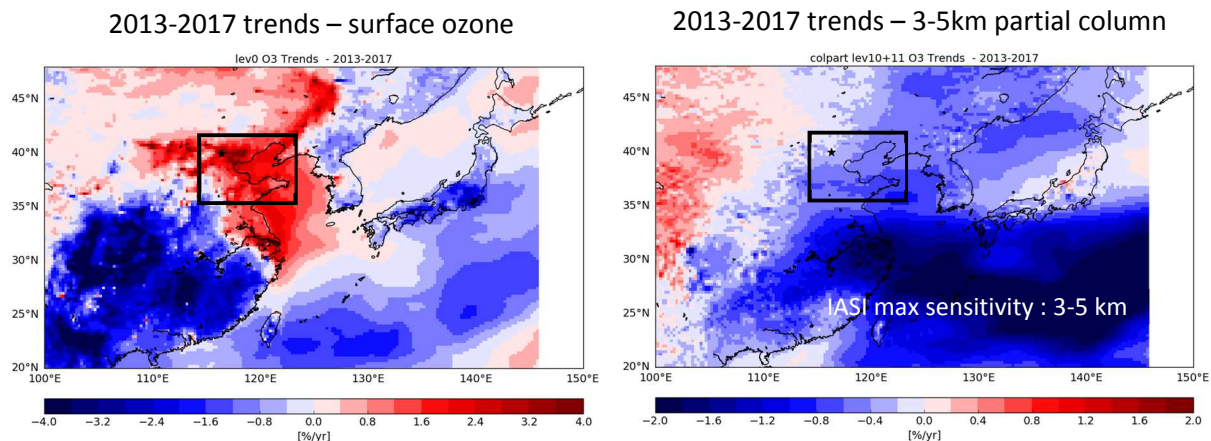 2013-2017 trends – surface ozone
lev0 O3 Trends - 2013-2017
45°N
40°N
35°N
30°N
25°N
20°N
100°E 110°E 120°E 130°E 140°E 150°E
−4.0 −3.2 −2.4 −1.6 −0.8 0.0 0.8 1.6 2.4 3.2 4.0
[%/yr]
2013-2017 trends – 3-5km partial column
colpart lev10+11 O3 Trends - 2013-2017
45°N
40°N
35°N
30°N
25°N
20°N
IASI max sensitivity : 3-5 km
100°E 110°E 120°E 130°E 140°E 150°E
−2.0 −1.6 −1.2 −0.8 −0.4 0.0 0.4 0.8 1.2 1.6 2.0
[%/yr]